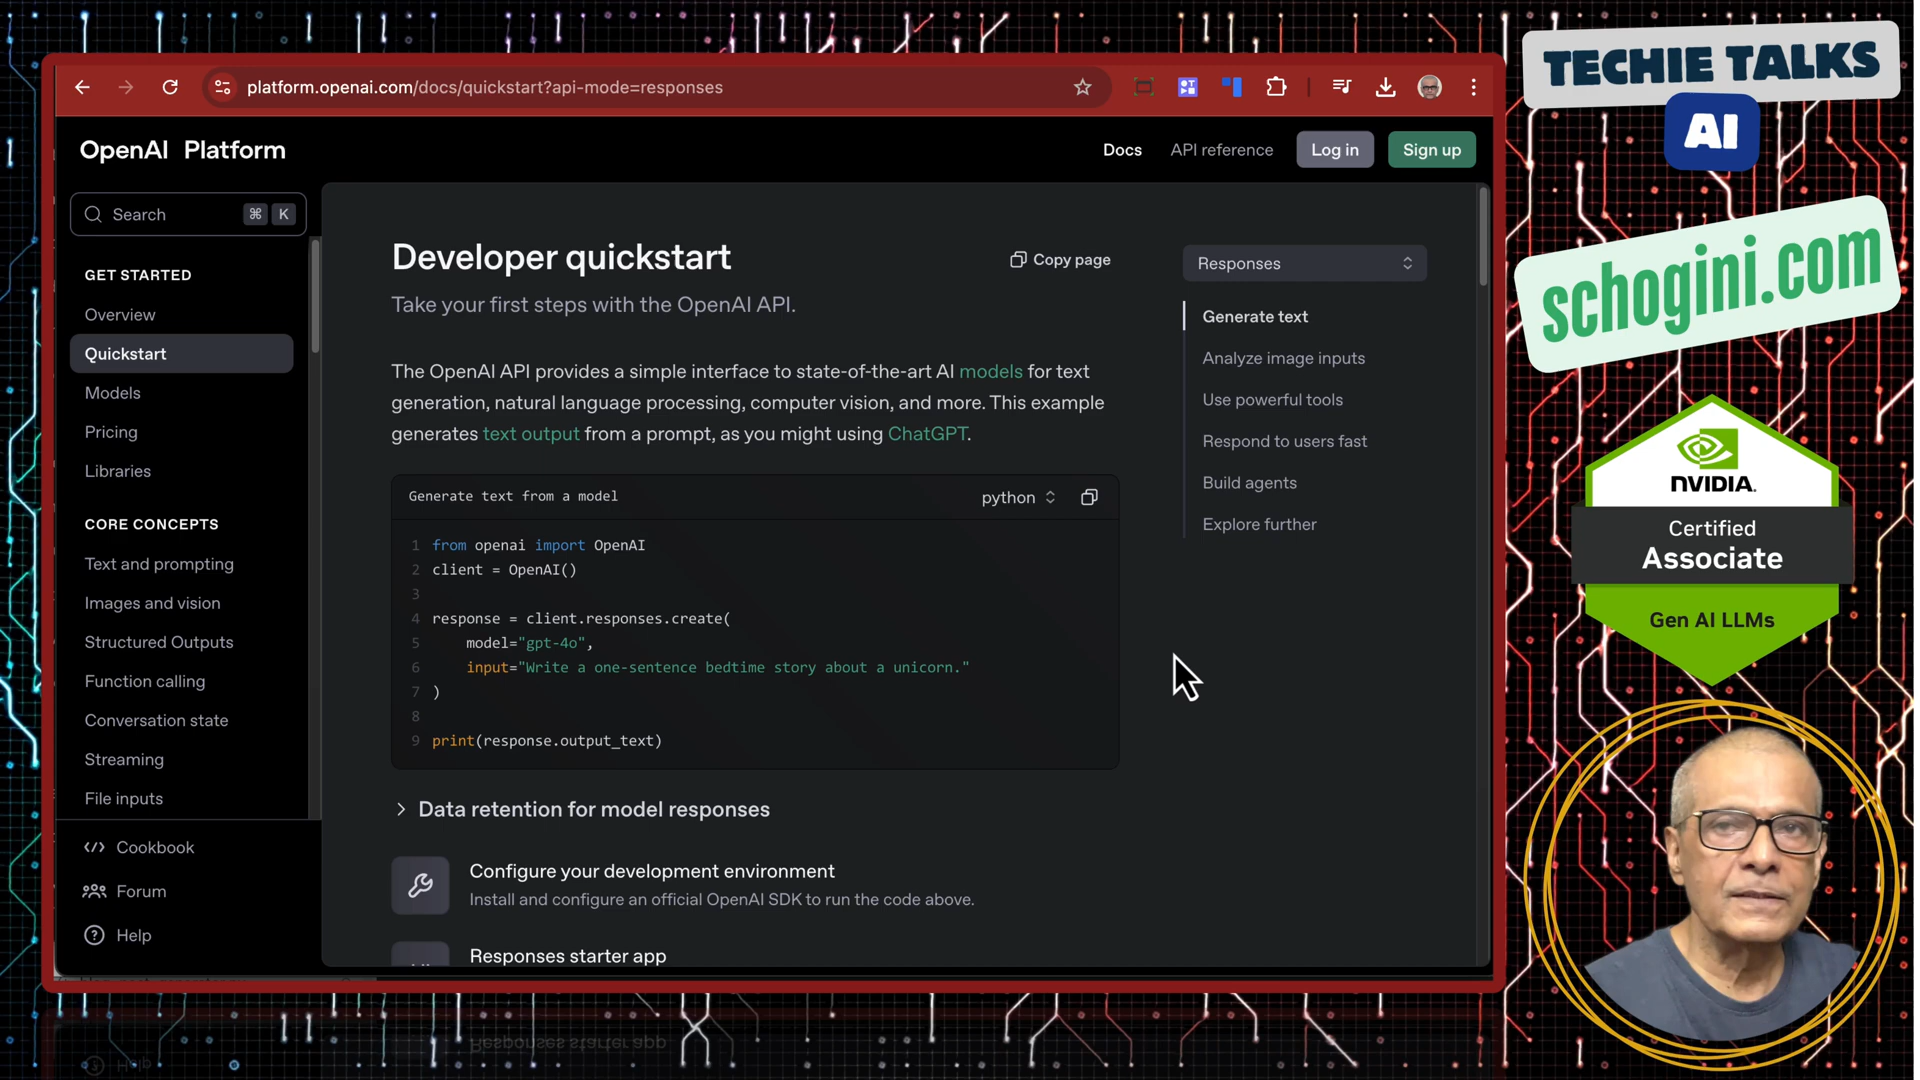 platform.openai.com/docs/quickstart?api-mode=responses
TECHIE TALKS
AI
schogini.com
NVIDIA.
Certified
Associate
Gen AI LLMs
OpenAI Platform
Docs
API reference
Log in
Sign up
Search
⌘ K
GET STARTED
Overview
Quickstart
Models
Pricing
Libraries
CORE CONCEPTS
Text and prompting
Images and vision
Structured Outputs
Function calling
Conversation state
Streaming
File inputs
Cookbook
Forum
Help
Developer quickstart
Copy page
Take your first steps with the OpenAI API.
The OpenAI API provides a simple interface to state-of-the-art AI models for text
generation, natural language processing, computer vision, and more. This example
generates text output from a prompt, as you might using ChatGPT.
Generate text from a model
python
1 from openai import OpenAI
2 client = OpenAI()
3
4 response = client.responses.create(
5     model="gpt-4o",
6     input="Write a one-sentence bedtime story about a unicorn."
7 )
8
9 print(response.output_text)
Data retention for model responses
Configure your development environment
Install and configure an official OpenAI SDK to run the code above.
Responses starter app
Responses
Generate text
Analyze image inputs
Use powerful tools
Respond to users fast
Build agents
Explore further